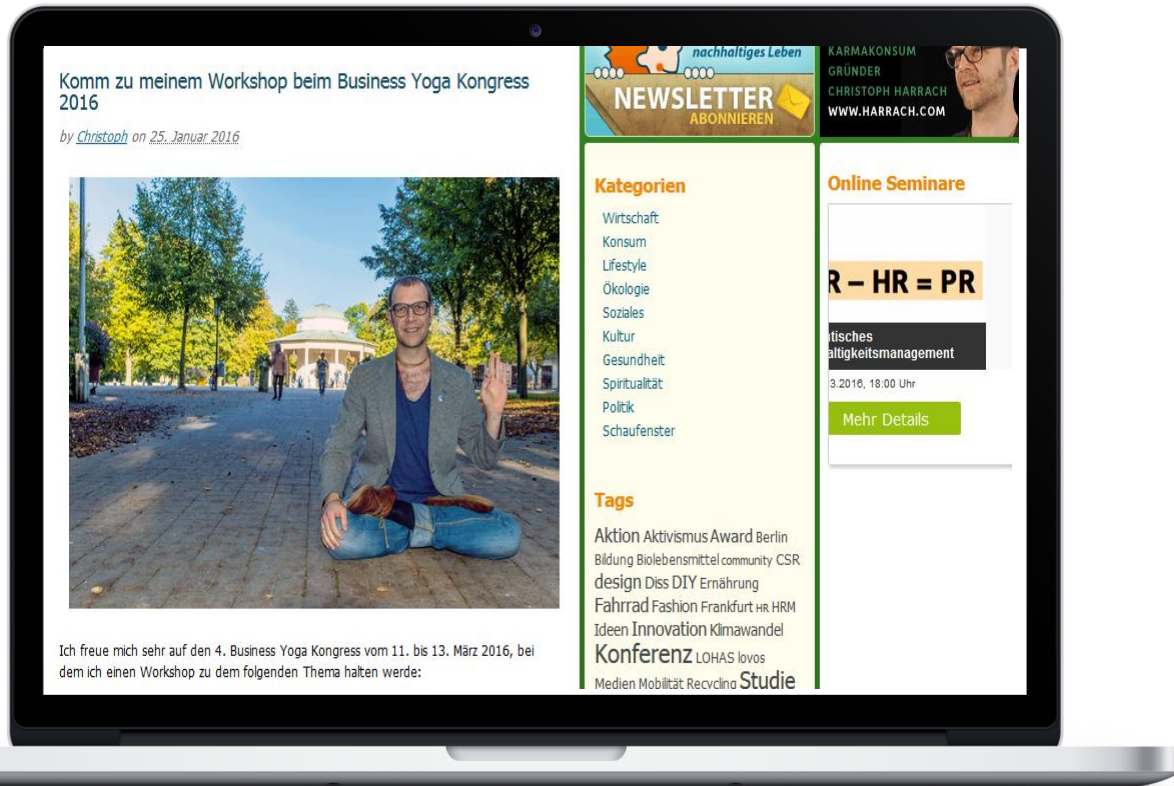 Komm zu meinem Workshop beim Business Yoga Kongress
2016
by Christoph on 25. Januar 2016
Ich freue mich sehr auf den 4. Business Yoga Kongress vom 11. bis 13. März 2016, bei
dem ich einen Workshop zu dem folgenden Thema halten werde:
nachhaltiges Leben
NEWSLETTER
ABONNIEREN
Kategorien
Wirtschaft
Konsum
Lifestyle
Ökologie
Soziales
Kultur
Gesundheit
Spiritualität
Politik
Schaufenster
Tags
Aktion Aktivismus Award Berlin
Bildung Biolebensmittel community CSR
design Diss DIY Ernährung
Fahrrad Fashion Frankfurt HR HRM
Ideen Innovation Klimawandel
Konferenz LOHAS lovos
Medien Mobilität Recycling Studie
KARMAKONSUM
GRÜNDER
CHRISTOPH HARRACH
WWW.HARRACH.COM
Online Seminare
R – HR = PR
tisches
altigkeitsmanagement
3.2016, 18:00 Uhr
Mehr Details